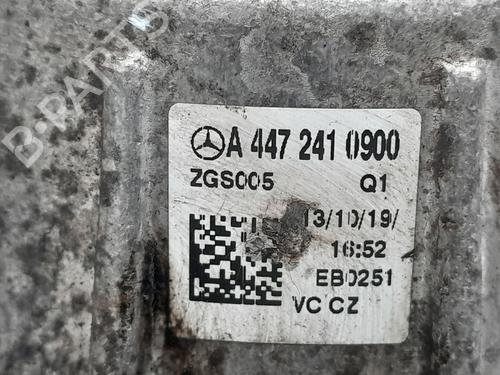 B-PARTS
A 447 241 0900
ZGS005 Q1
13/10/19/
16:52
EB0251
VC CZ